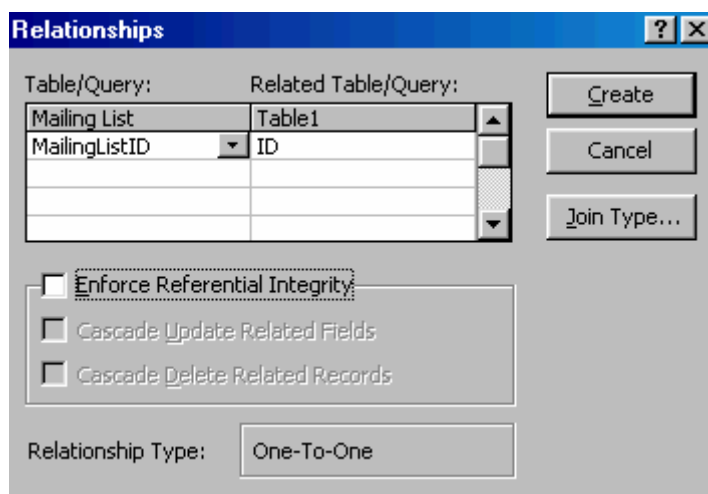 Relationships
Table/Query: Related Table/Query:
Mailing List Table1
MailingListID ID
Create
Cancel
Join Type...
Enforce Referential Integrity
Cascade Update Related Fields
Cascade Delete Related Records
Relationship Type: One-To-One